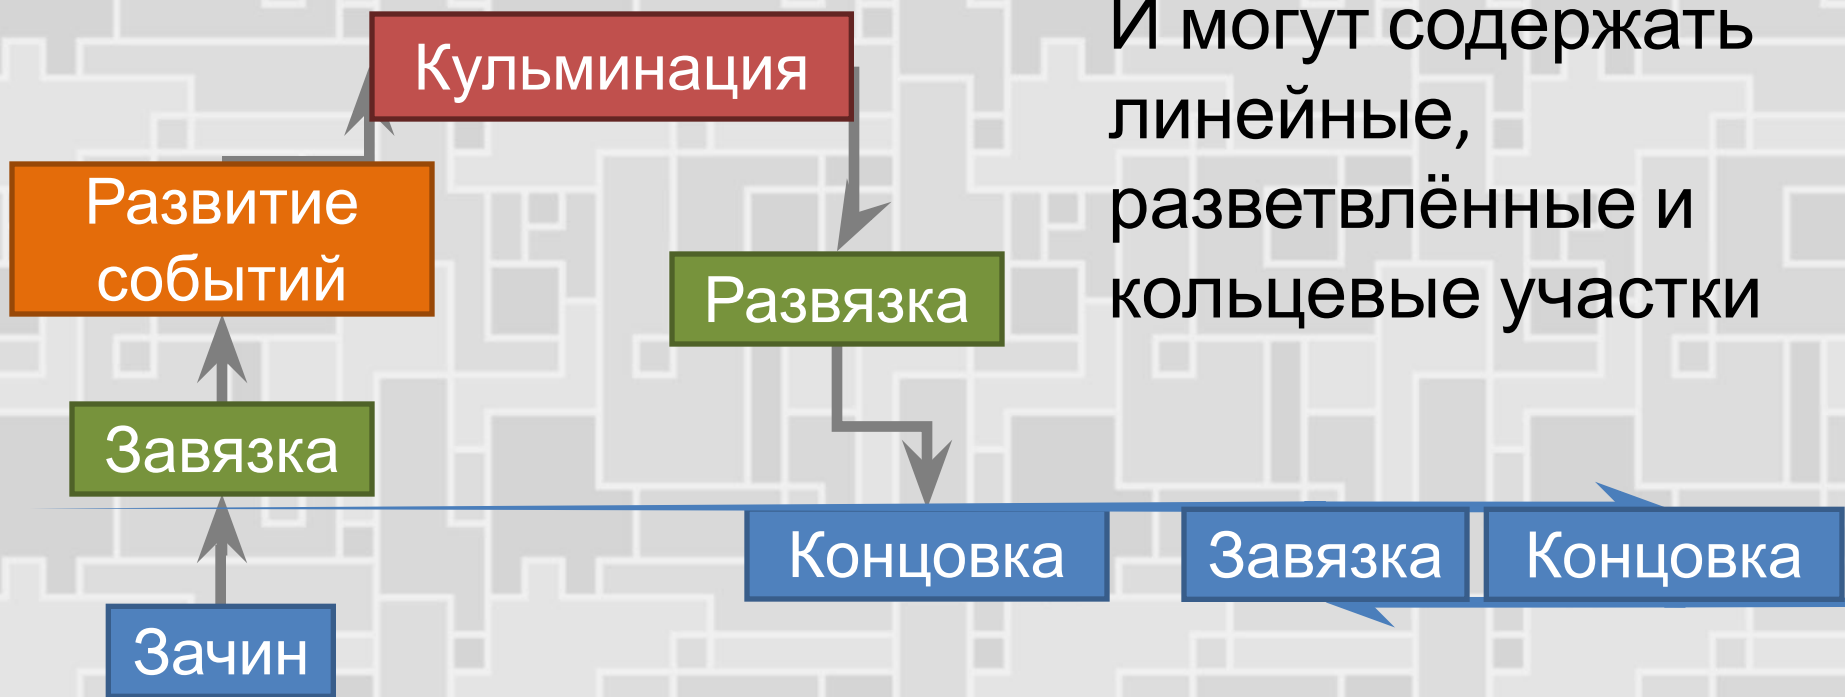 Кульминация
Развитие
событий
Завязка
Зачин
Развязка
Концовка
И могут содержать
линейные,
разветвлённые и
кольцевые участки
Завязка
Концовка